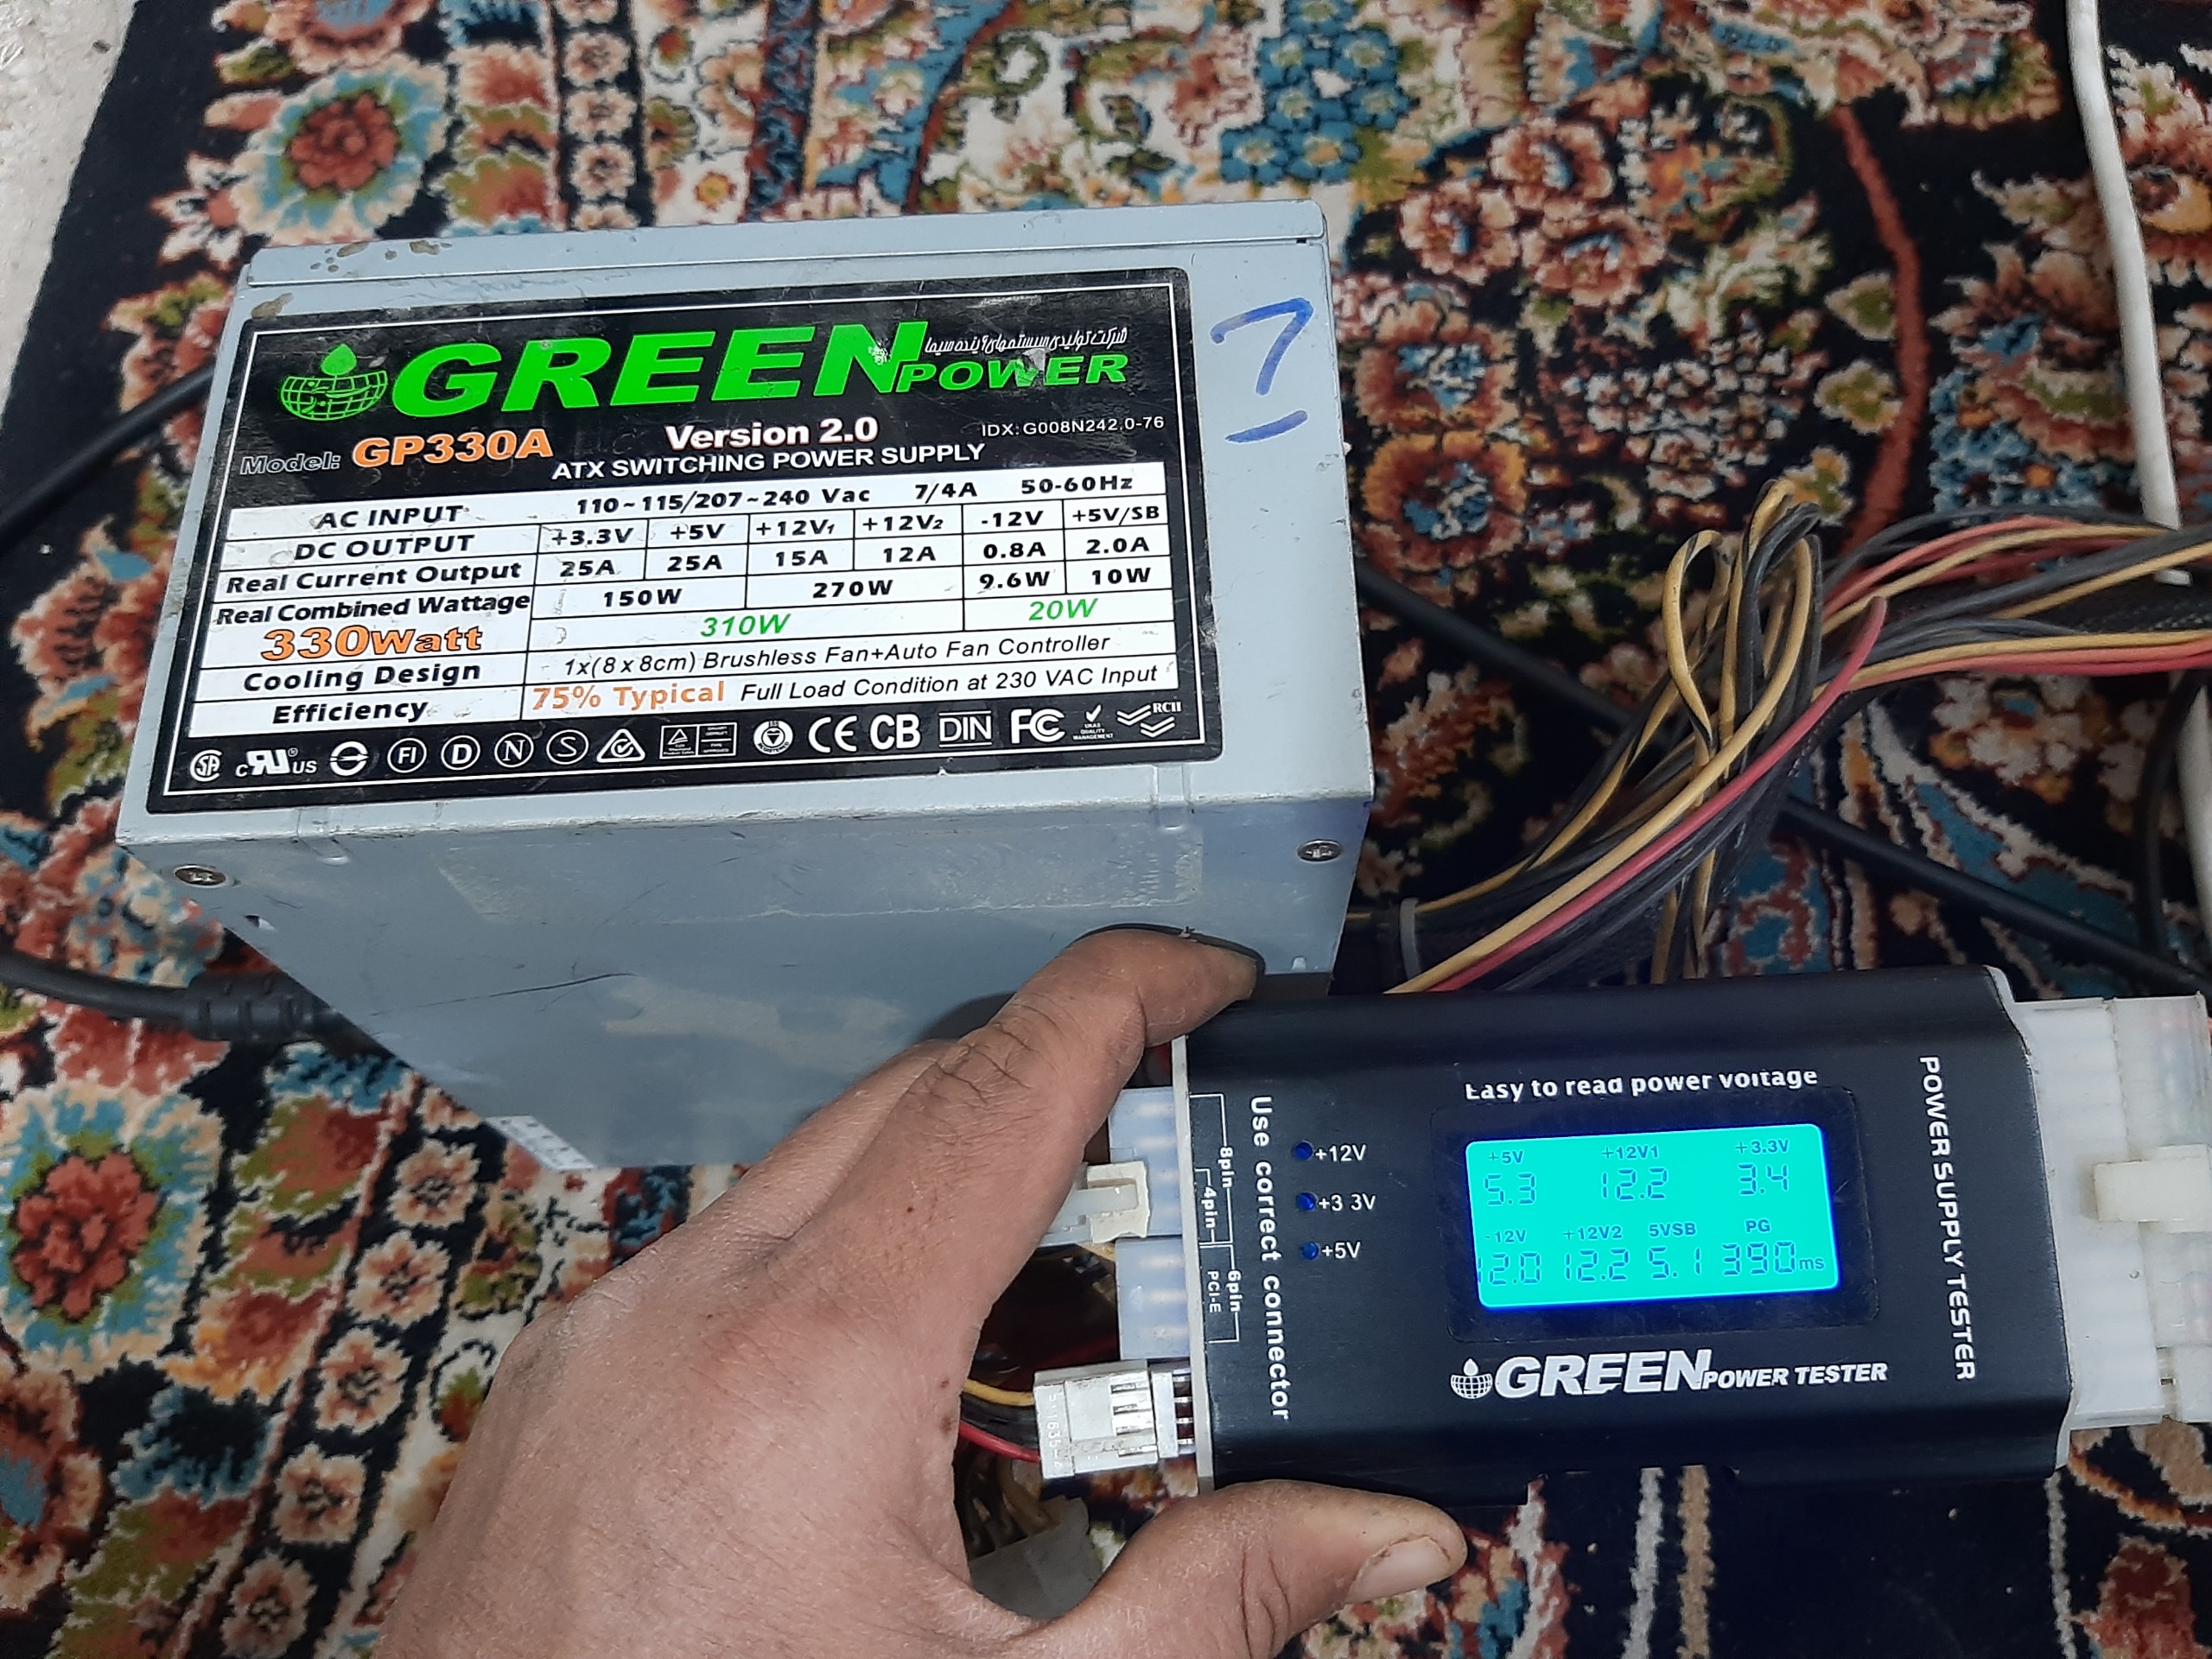 GREEN POWER
شرکت تولیدی سیستمهای آینده سیما
Model: GP330A
Version 2.0
IDX: G008N242.0-76
ATX SWITCHING POWER SUPPLY
AC INPUT 110~115/207~240 Vac 7/4A 50-60Hz
DC OUTPUT +3.3V +5V +12V1 +12V2 -12V +5V/SB
Real Current Output 25A 25A 15A 12A 0.8A 2.0A
Real Combined Wattage 150W 270W 9.6W 10W
330Watt 310W 20W
Cooling Design 1x(8x8cm) Brushless Fan+Auto Fan Controller
Efficiency 75% Typical Full Load Condition at 230 VAC Input
c RU US FI D N S CE CB DIN FC RCII
Easy to read power voltage
POWER SUPPLY TESTER
Use correct connector
8pin
4pin
6pin
PCI-E
+12V
+3 3V
+5V
+5V +12V1 +3.3V
5.3 12.2 3.4
-12V +12V2 5VSB PG
12.0 12.2 5.1 390ms
GREEN POWER TESTER